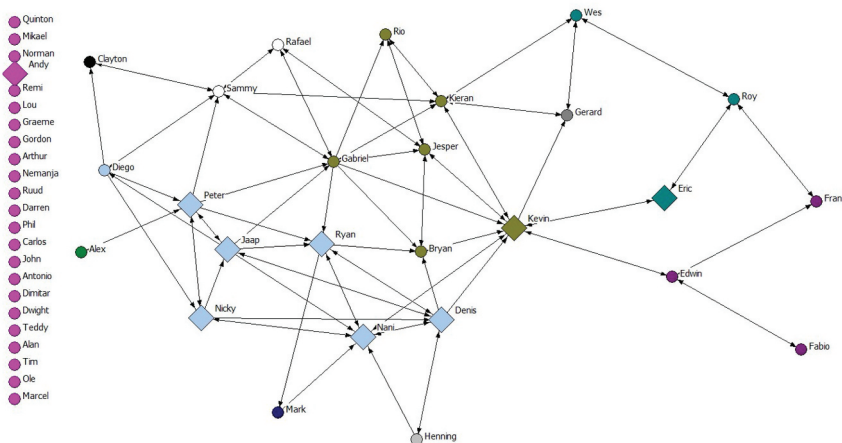 Quinton
Mikael
Norman
Andy
Remi
Lou
Graeme
Gordon
Arthur
Nemanja
Ruud
Darren
Phil
Carlos
John
Antonio
Dimitar
Dwight
Teddy
Alan
Tim
Ole
Marcel
Clayton
Rafael
Rio
Wes
Sammy
Kieran
Gerard
Roy
Diego
Gabriel
Jesper
Peter
Eric
Fran
Alex
Jaap
Ryan
Bryan
Kevin
Edwin
Nicky
Nani
Denis
Fabio
Mark
Henning